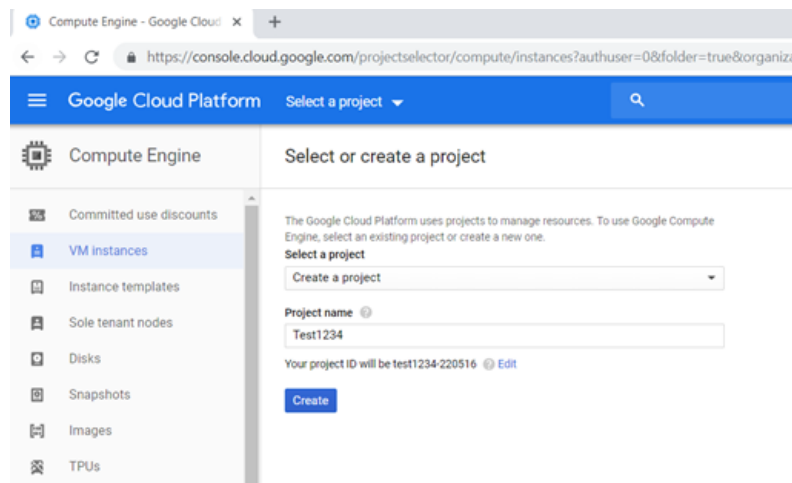 Compute Engine - Google Cloud
https://console.cloud.google.com/projectselector/compute/instances?authuser=0&folder=true&organiza
Google Cloud Platform
Select a project
Compute Engine
Select or create a project
Committed use discounts
VM instances
Instance templates
Sole tenant nodes
Disks
Snapshots
Images
TPUs
The Google Cloud Platform uses projects to manage resources. To use Google Compute
Engine, select an existing project or create a new one.
Select a project
Create a project
Project name
Test1234
Your project ID will be test1234-220516 Edit
Create